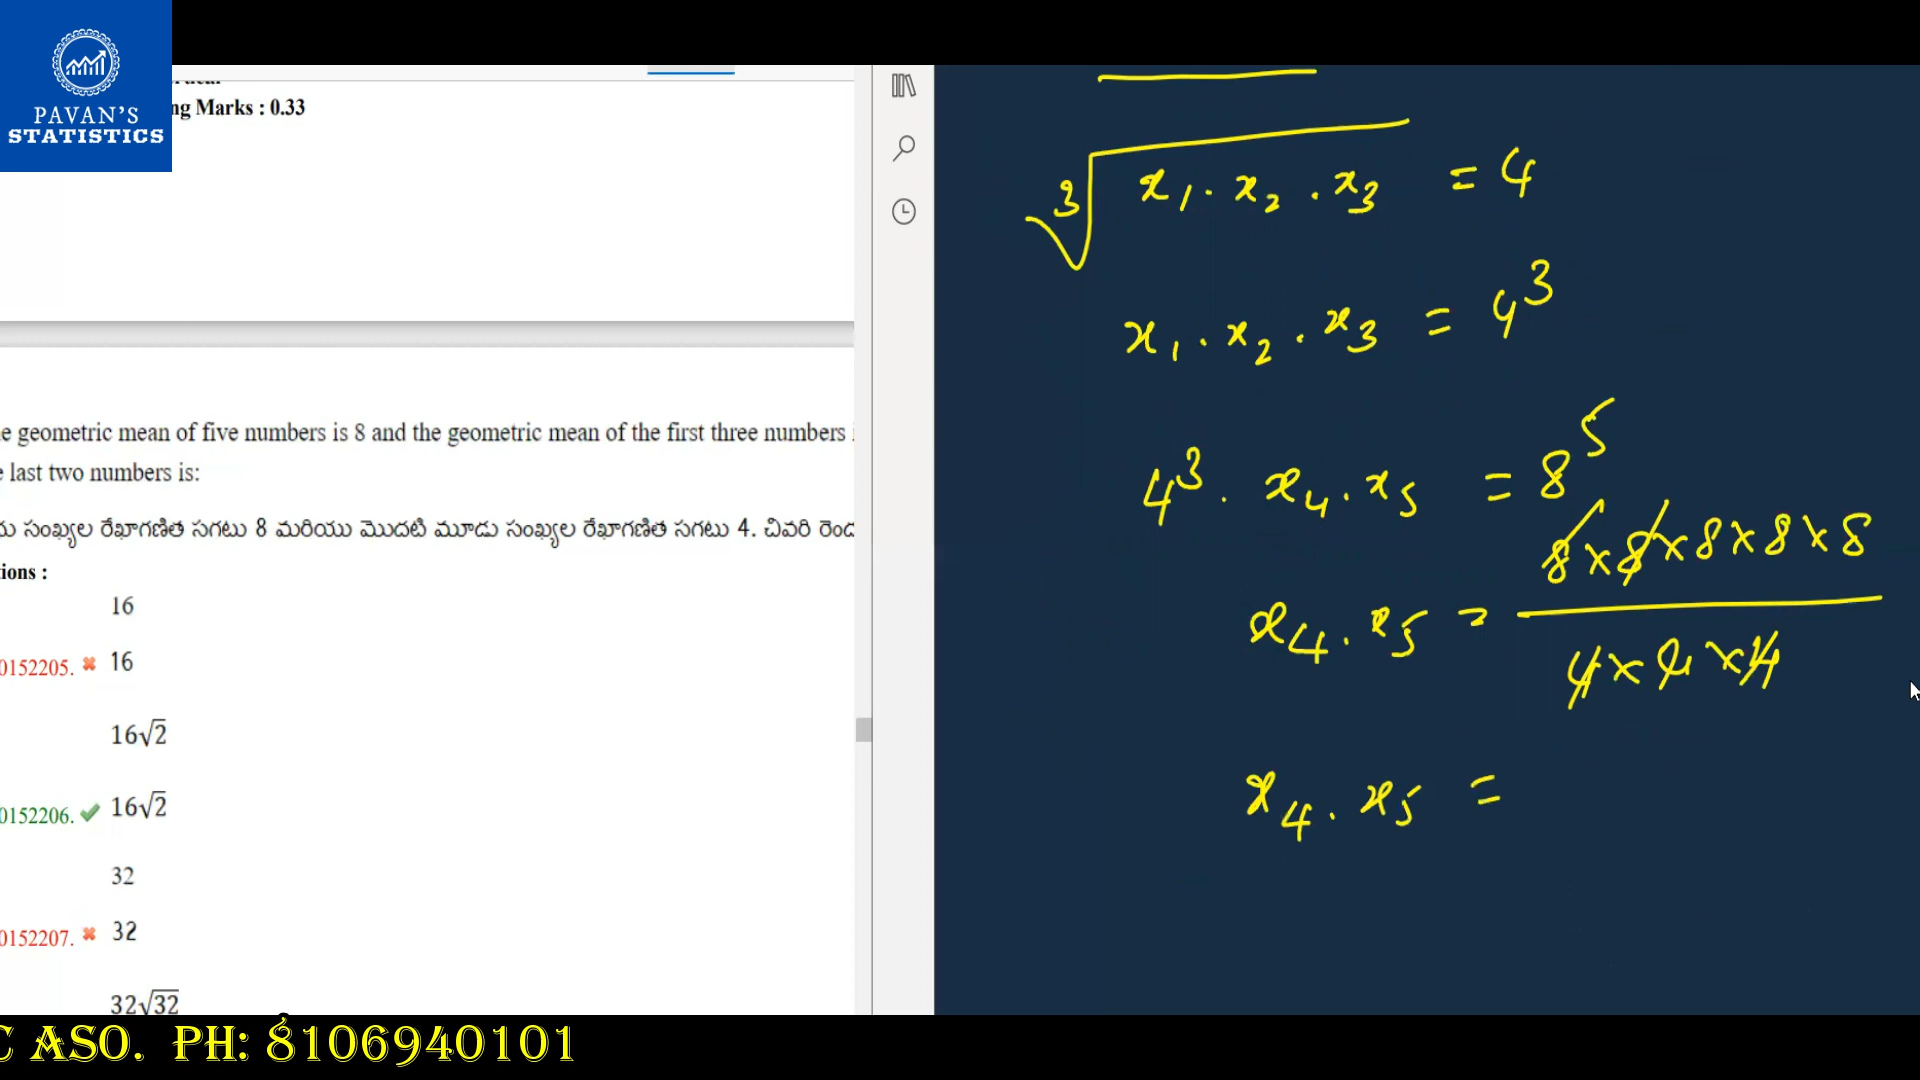 PAVAN'S
STATISTICS
ng Marks : 0.33
e geometric mean of five numbers is 8 and the geometric mean of the first three numbers
e last two numbers is:
సంఖ్యల రేఖాగణిత సగటు 8 మరియు మొదటి మూడు సంఖ్యల రేఖాగణిత సగటు 4. చివరి రెండ
tions :
16
0152205. ✖ 16
16√2
0152206. ✔ 16√2
32
0152207. ✖ 32
32√32
∛(x₁ . x₂ . x₃) = 4
x₁ . x₂ . x₃ = 4³
4³ . x₄ . x₅ = 8⁵
x₄ . x₅ = 8 × 8 × 8 × 8 × 8
4 × 4 × 4
x₄ . x₅ =
C ASO. PH: 8106940101